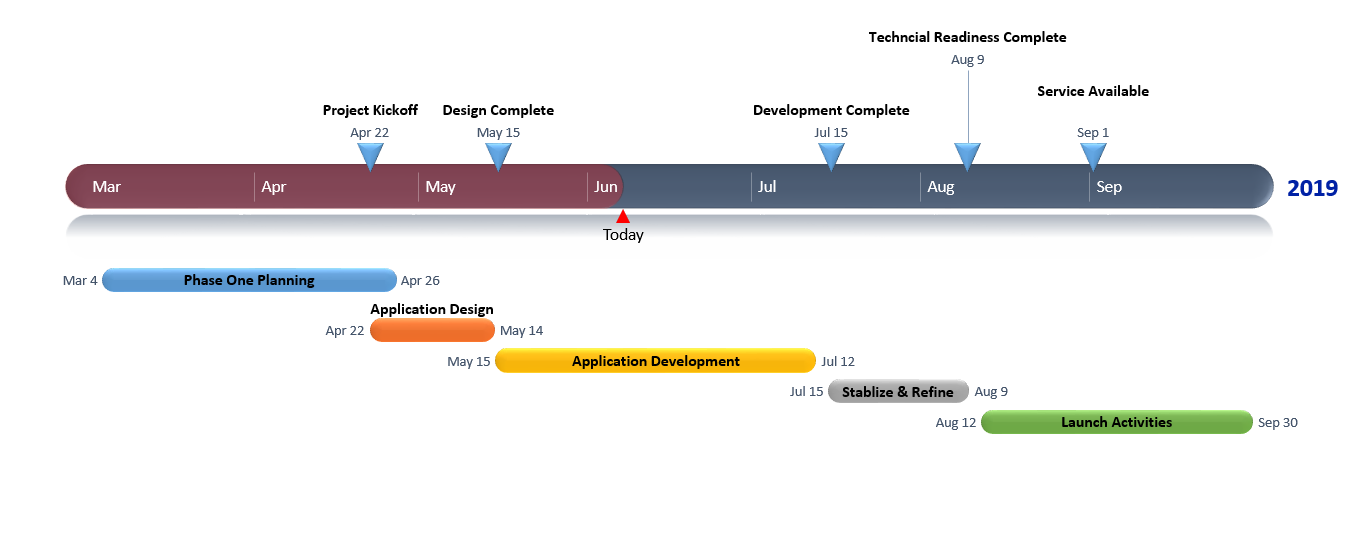 Techncial Readiness Complete
Aug 9
Service Available
Project Kickoff
Design Complete
Development Complete
Apr 22
May 15
Jul 15
Sep 1
Mar
Apr
May
Jun
Jul
Aug
Sep
2019
Today
Mar 4
Phase One Planning
Apr 26
Application Design
Apr 22
May 14
May 15
Application Development
Jul 12
Jul 15
Stablize & Refine
Aug 9
Aug 12
Launch Activities
Sep 30